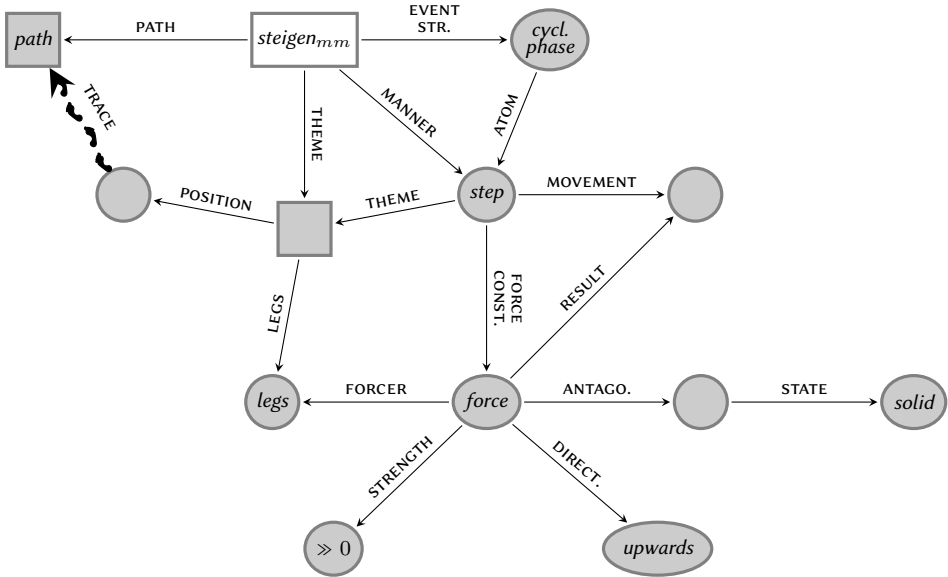 path
PATH
steigen_mm
EVENT
STR.
cycl.
phase
TRACE
THEME
MANNER
ATOM
POSITION
THEME
step
MOVEMENT
LEGS
FORCE
CONST.
RESULT
legs
FORCER
force
ANTAGO.
STATE
solid
STRENGTH
DIRECT.
≫ 0
upwards